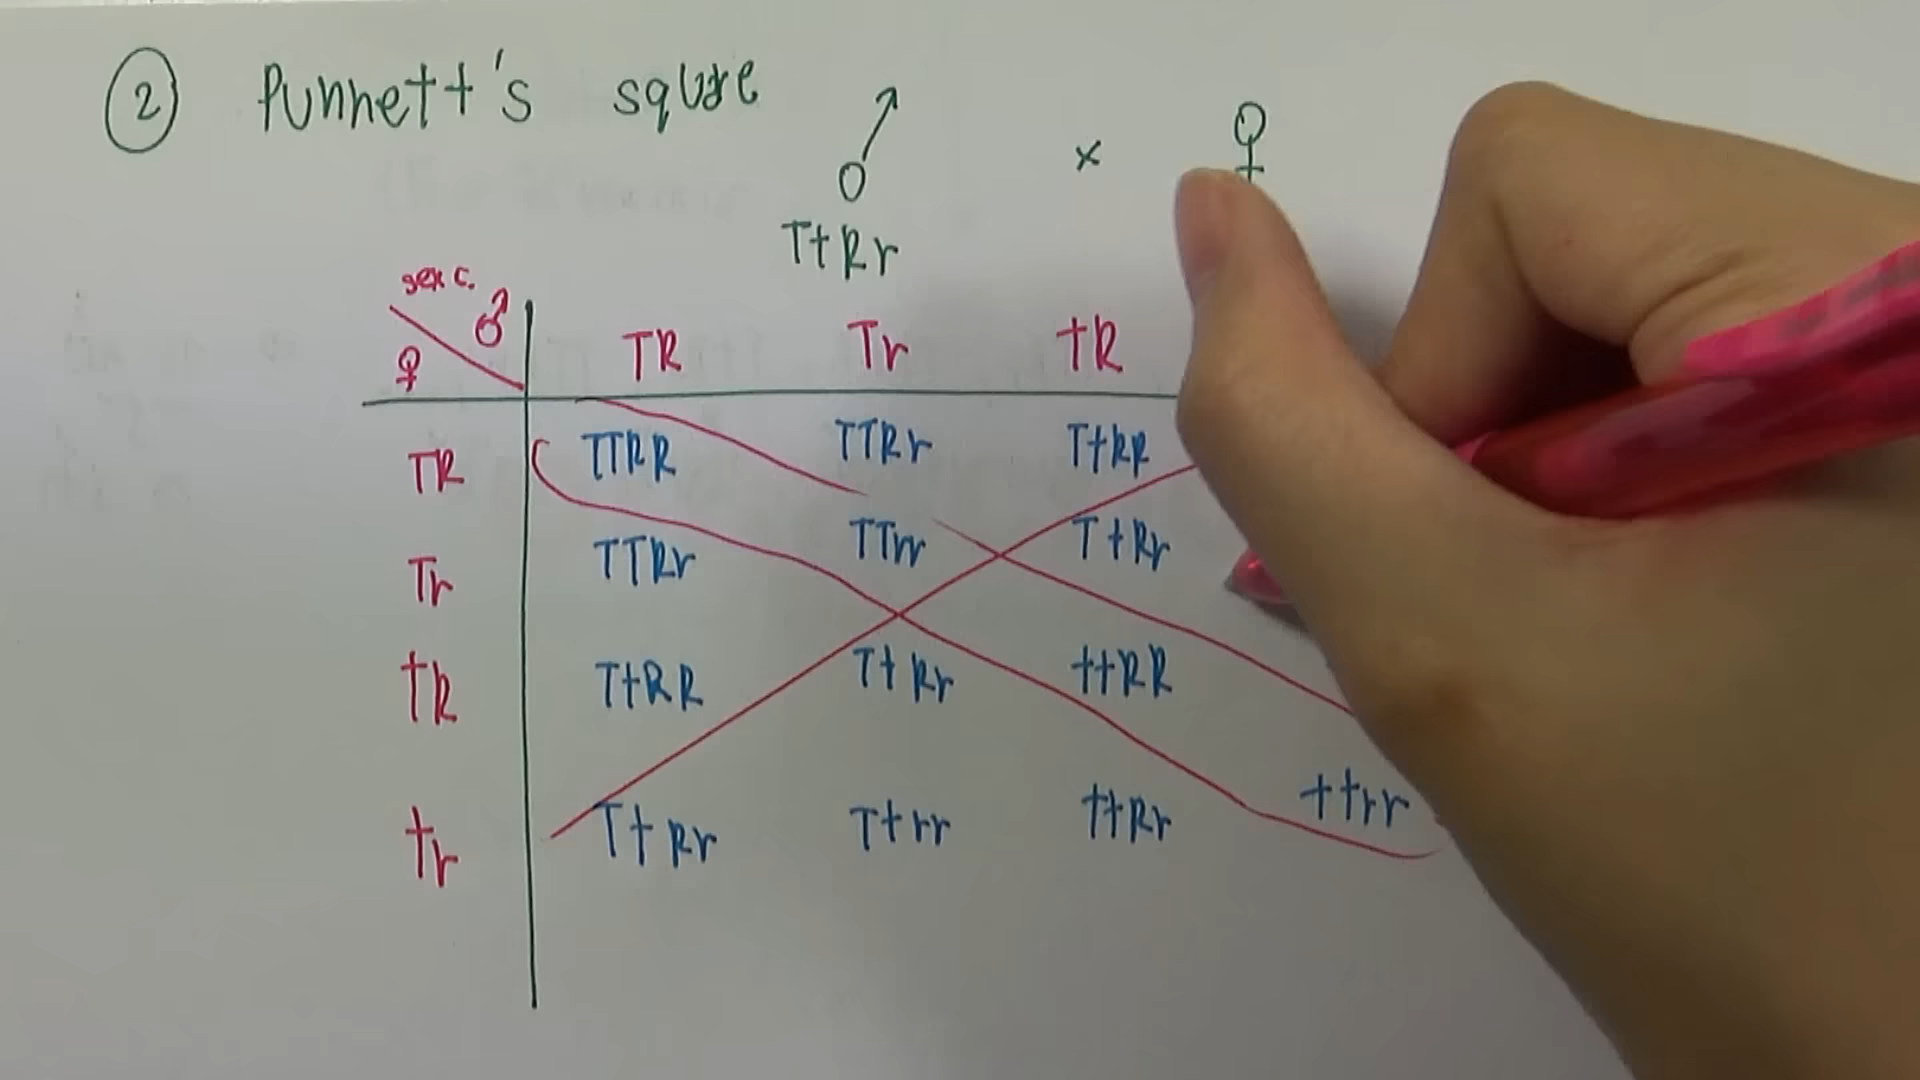 2 Punnett's squre
♂ × ♀
TtRr
sex c.
♂ TR Tr tR
♀
TR TTRR TTRr TtRR
Tr TTRr TTrr TtRr
tR TtRR TtRr ttRR
tr TtRr Ttrr ttRr ttrr